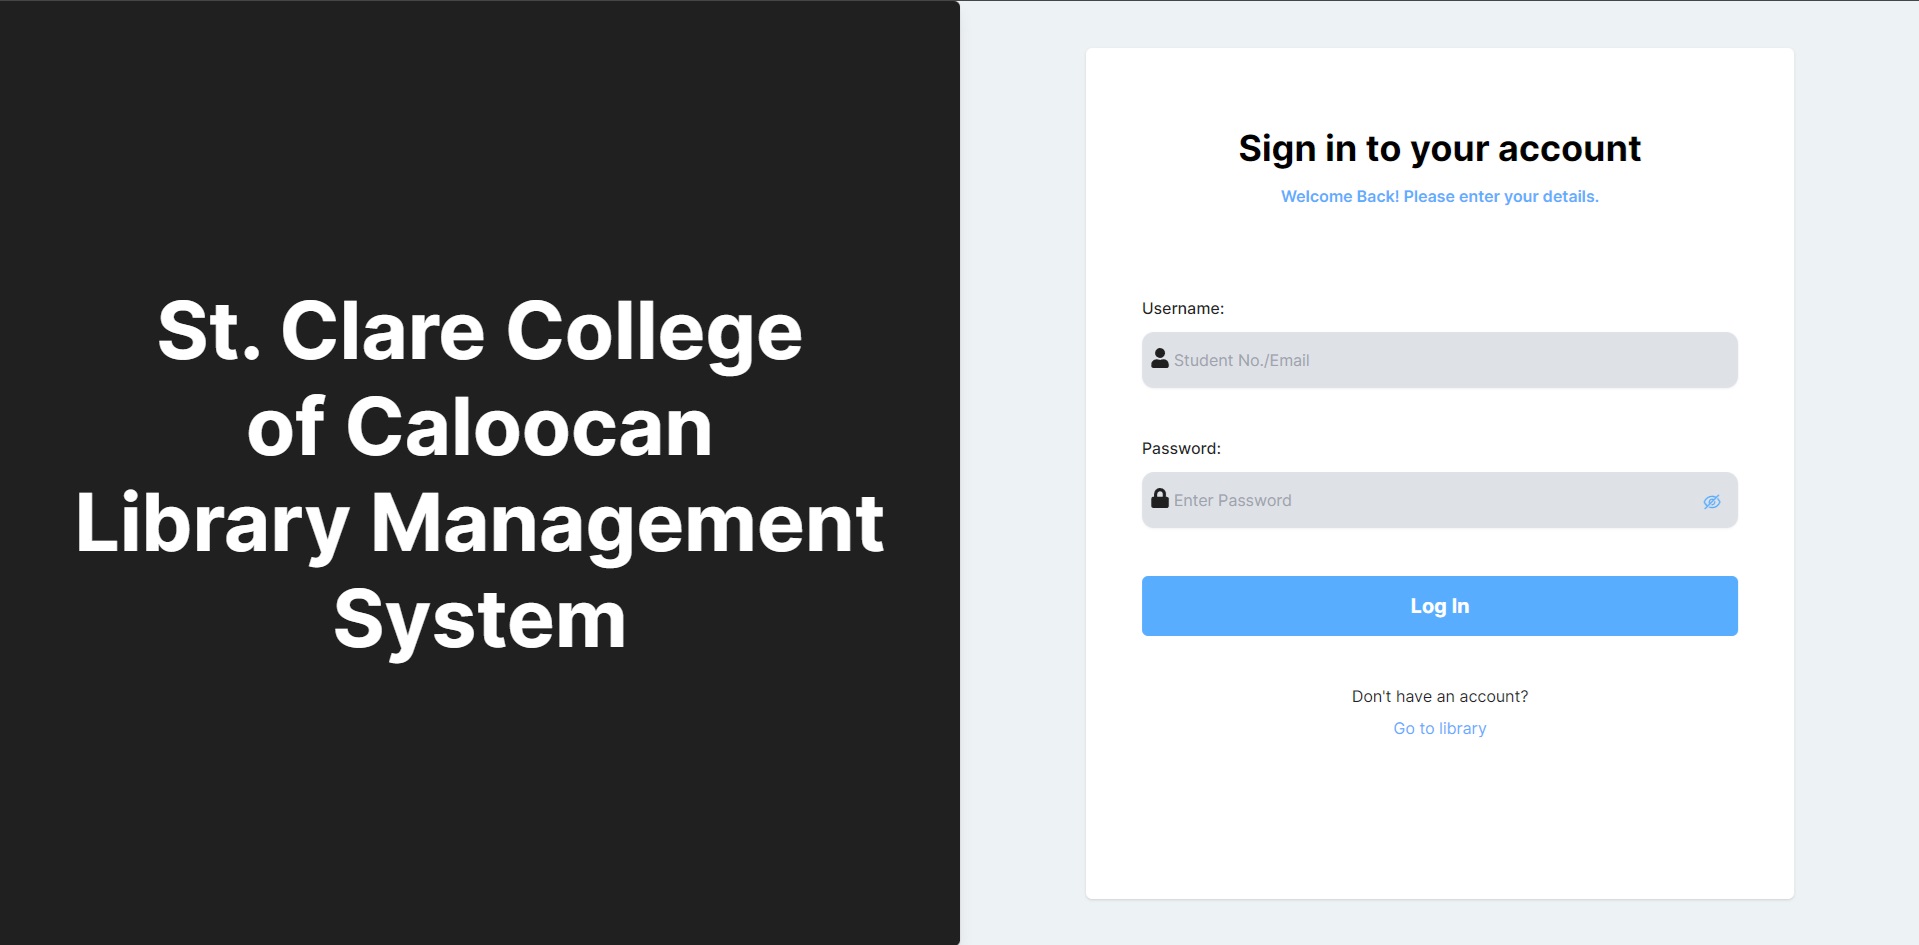 St. Clare College
of Caloocan
Library Management
System
Sign in to your account
Welcome Back! Please enter your details.
Username:
Student No./Email
Password:
Enter Password
Log In
Don't have an account?
Go to library